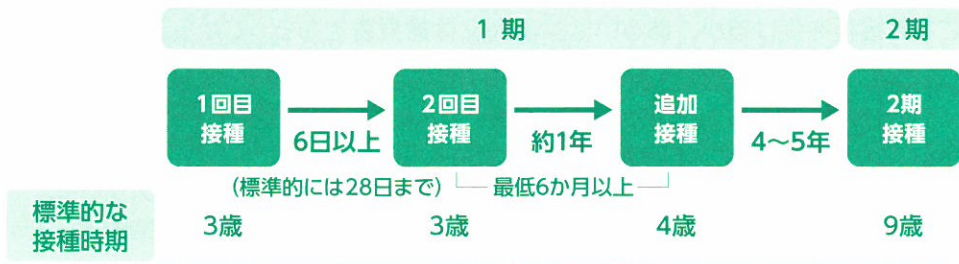 1期
2期
1回目
接種
6日以上
2回目
接種
約1年
追加
接種
4～5年
2期
接種
(標準的には28日まで)
最低6か月以上
標準的な
接種時期
3歳
3歳
4歳
9歳